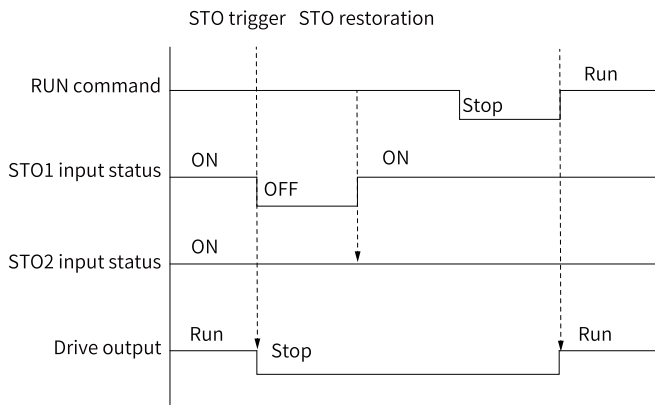 STO trigger STO restoration
RUN command
Run
Stop
STO1 input status
ON
ON
OFF
STO2 input status
ON
Drive output
Run
Stop
Run